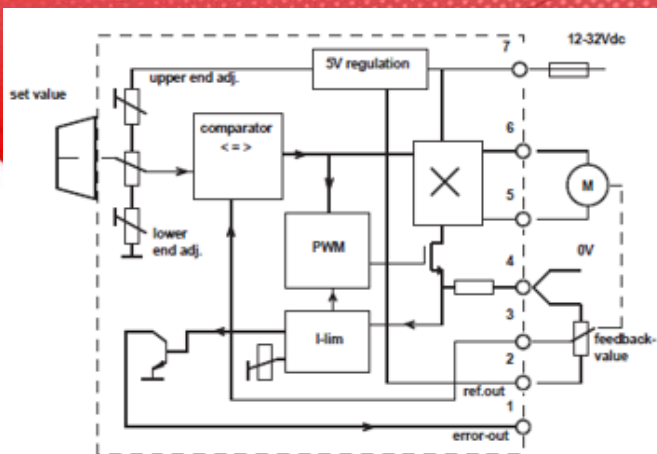 7
12-32Vdc
5V regulation
upper end adj.
set value
comparator
< = >
6
M
5
PWM
lower
end adj.
4
0V
3
I-lim
feedback-
value
2
ref.out
1
error-out